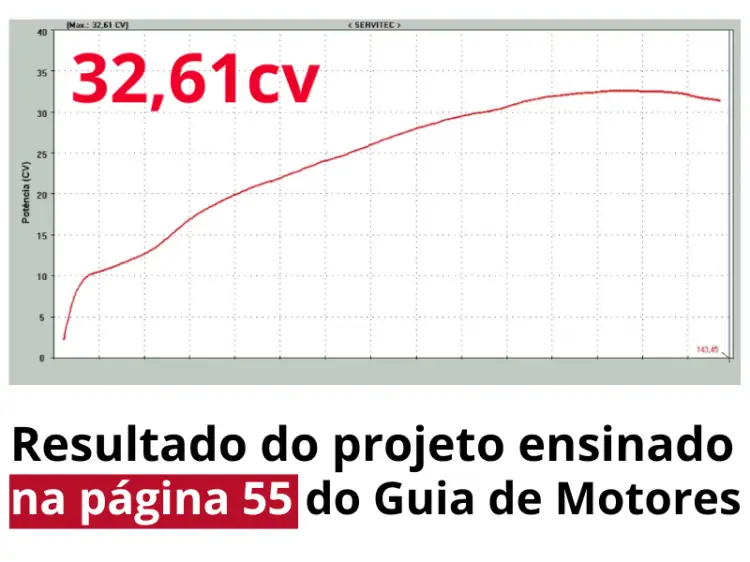 (Max.: 32,61 CV)
< SERVITEC >
32,61cv
Potência (CV)
40
35
30
25
20
15
10
5
0
143,45
Resultado do projeto ensinado
na página 55 do Guia de Motores